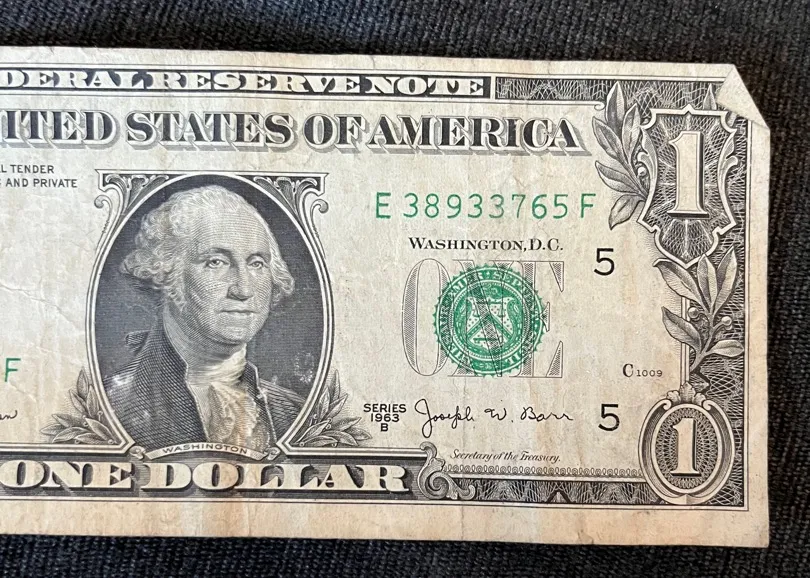 DERAL RESERVE NOTE
ITED STATES OF AMERICA
L TENDER
AND PRIVATE
E 38933765 F
WASHINGTON, D.C.
5
ONE
C 1009
F
SERIES
1963
B
Joseph W. Barr
5
WASHINGTON
Secretary of the Treasury.
ONE DOLLAR
1
1